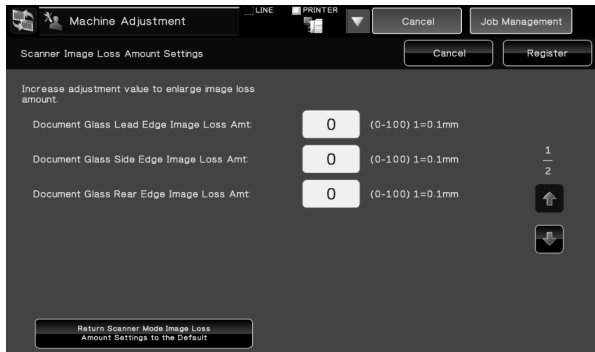 Machine Adjustment
LINE
PRINTER
Cancel
Job Management
Scanner Image Loss Amount Settings
Cancel
Register
Increase adjustment value to enlarge image loss
amount.
Document Glass Lead Edge Image Loss Amt:
0
(0-100) 1=0.1mm
Document Glass Side Edge Image Loss Amt:
0
(0-100) 1=0.1mm
Document Glass Rear Edge Image Loss Amt:
0
(0-100) 1=0.1mm
1
2
Return Scanner Mode Image Loss
Amount Settings to the Default